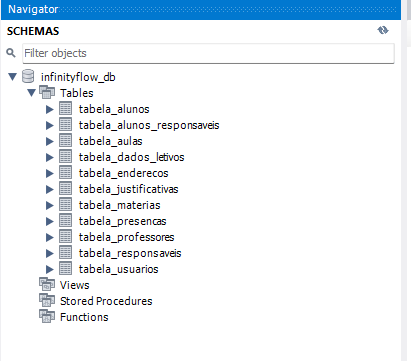 Navigator
SCHEMAS
Filter objects
infinityflow_db
Tables
tabela_alunos
tabela_alunos_responsaveis
tabela_aulas
tabela_dados_letivos
tabela_enderecos
tabela_justificativas
tabela_materias
tabela_presencas
tabela_professores
tabela_responsaveis
tabela_usuarios
Views
Stored Procedures
Functions